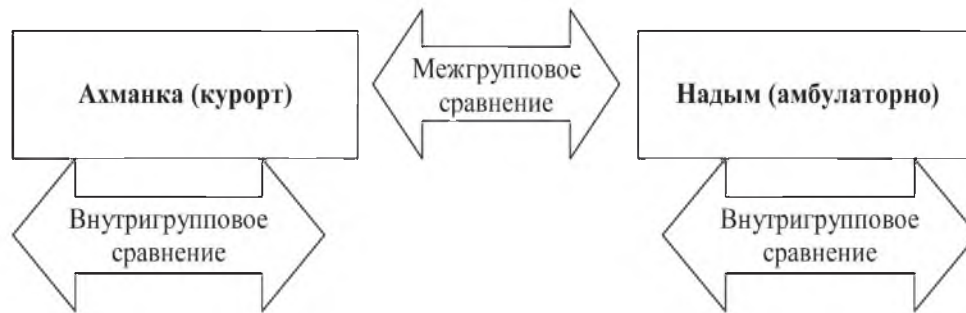 Ахманка (курорт)
Межгрупповое
сравнение
Надым (амбулаторно)
Внутригрупповое
сравнение
Внутригрупповое
сравнение